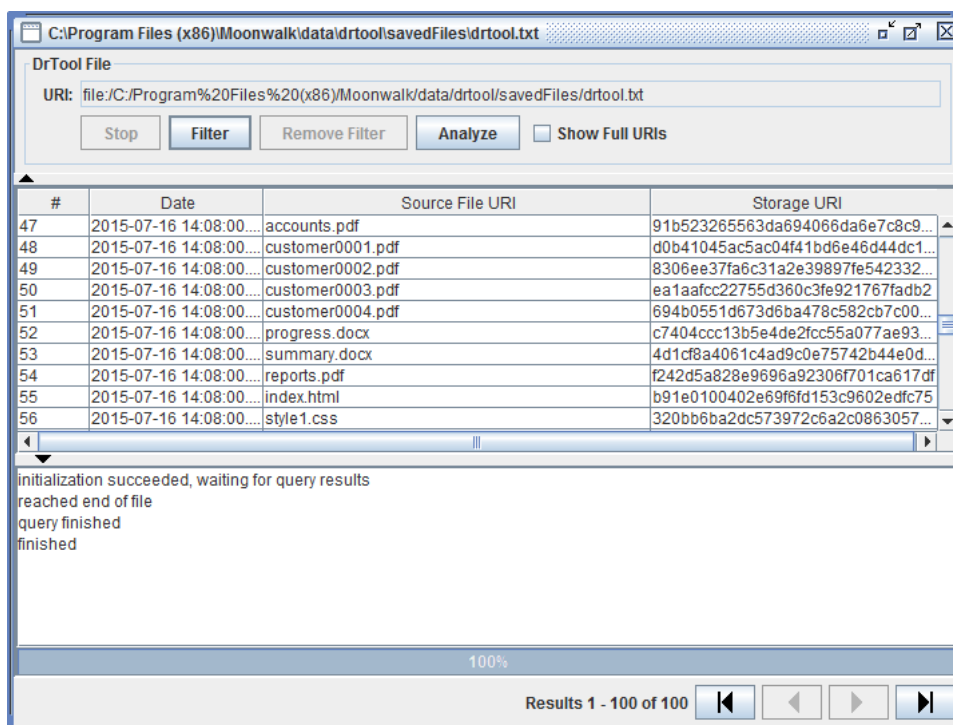 C:\Program Files (x86)\Moonwalk\data\drtool\savedFiles\drtool.txt
DrTool File
URI: file:/C:/Program%20Files%20(x86)/Moonwalk/data/drtool/savedFiles/drtool.txt
Stop Filter Remove Filter Analyze Show Full URIs
# Date Source File URI Storage URI
47 2015-07-16 14:08:00.... accounts.pdf 91b523265563da694066da6e7c8c9...
48 2015-07-16 14:08:00.... customer0001.pdf d0b41045ac5ac04f41bd6e46d44dc1...
49 2015-07-16 14:08:00.... customer0002.pdf 8306ee37fa6c31a2e39897fe542332...
50 2015-07-16 14:08:00.... customer0003.pdf ea1aafcc22755d360c3fe921767fadb2
51 2015-07-16 14:08:00.... customer0004.pdf 694b0551d673d6ba478c582cb7c00...
52 2015-07-16 14:08:00.... progress.docx c7404ccc13b5e4de2fcc55a077ae93...
53 2015-07-16 14:08:00.... summary.docx 4d1cf8a4061c4ad9c0e75742b44e0d...
54 2015-07-16 14:08:00.... reports.pdf f242d5a828e9696a92306f701ca617df
55 2015-07-16 14:08:00.... index.html b91e0100402e69f6fd153c9602edfc75
56 2015-07-16 14:08:00.... style1.css 320bb6ba2dc573972c6a2c0863057...
initialization succeeded, waiting for query results
reached end of file
query finished
finished
100%
Results 1 - 100 of 100